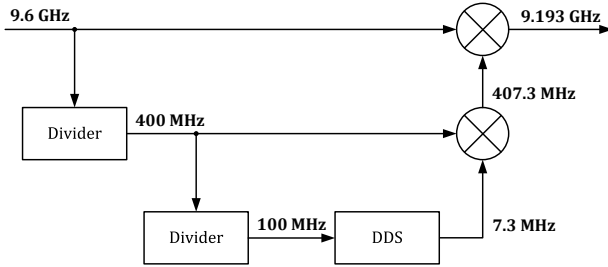 9.6 GHz
9.193 GHz
407.3 MHz
Divider
400 MHz
Divider
100 MHz
DDS
7.3 MHz